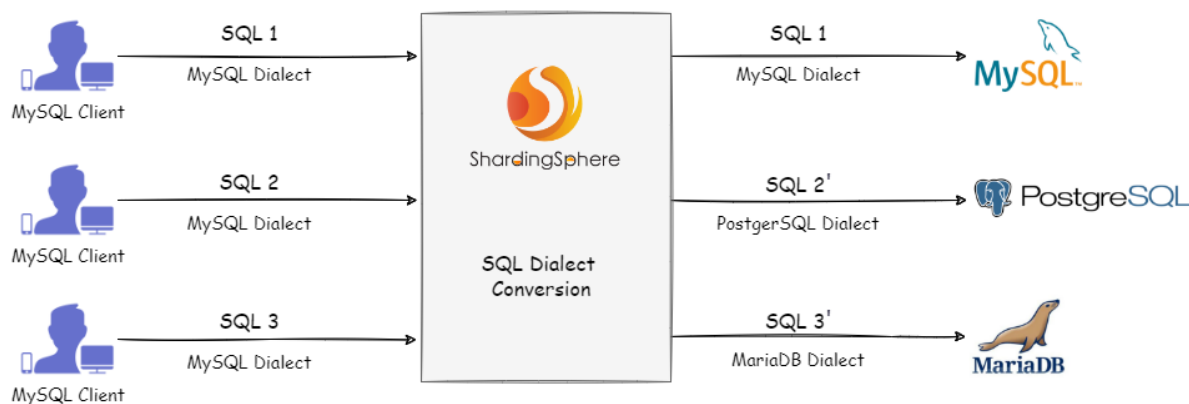 SQL 1
MySQL Dialect
MySQL Client
SQL 2
MySQL Dialect
MySQL Client
SQL 3
MySQL Dialect
MySQL Client
ShardingSphere
SQL Dialect
Conversion
SQL 1
MySQL Dialect
MySQL™
SQL 2'
PostgerSQL Dialect
PostgreSQL
SQL 3'
MariaDB Dialect
MariaDB